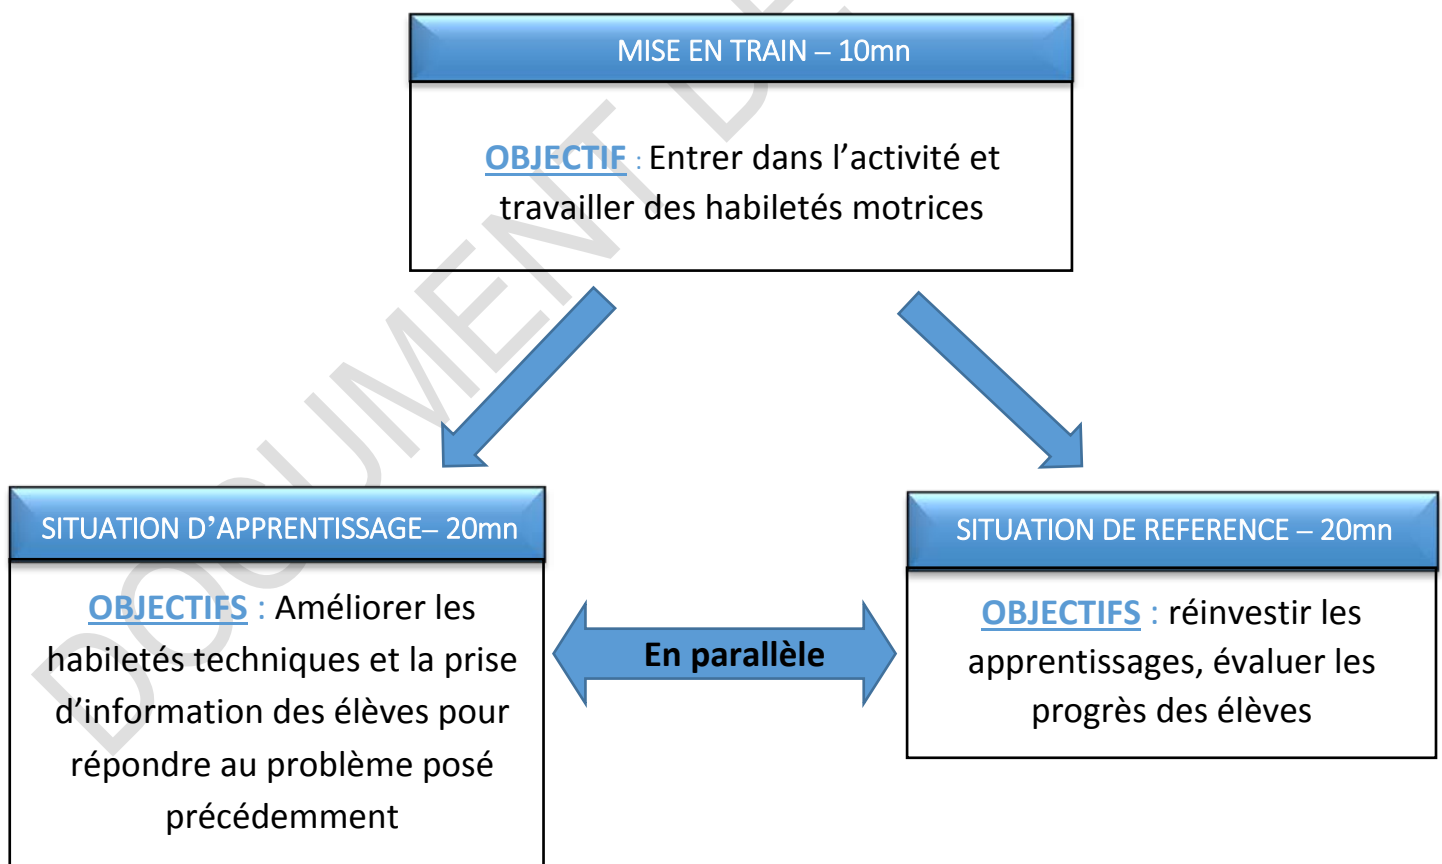 MISE EN TRAIN – 10mn
OBJECTIF : Entrer dans l’activité et
travailler des habiletés motrices
SITUATION D’APPRENTISSAGE– 20mn
OBJECTIFS : Améliorer les
habiletés techniques et la prise
d’information des élèves pour
répondre au problème posé
précédemment
En parallèle
SITUATION DE REFERENCE – 20mn
OBJECTIFS : réinvestir les
apprentissages, évaluer les
progrès des élèves
DOCUMENT